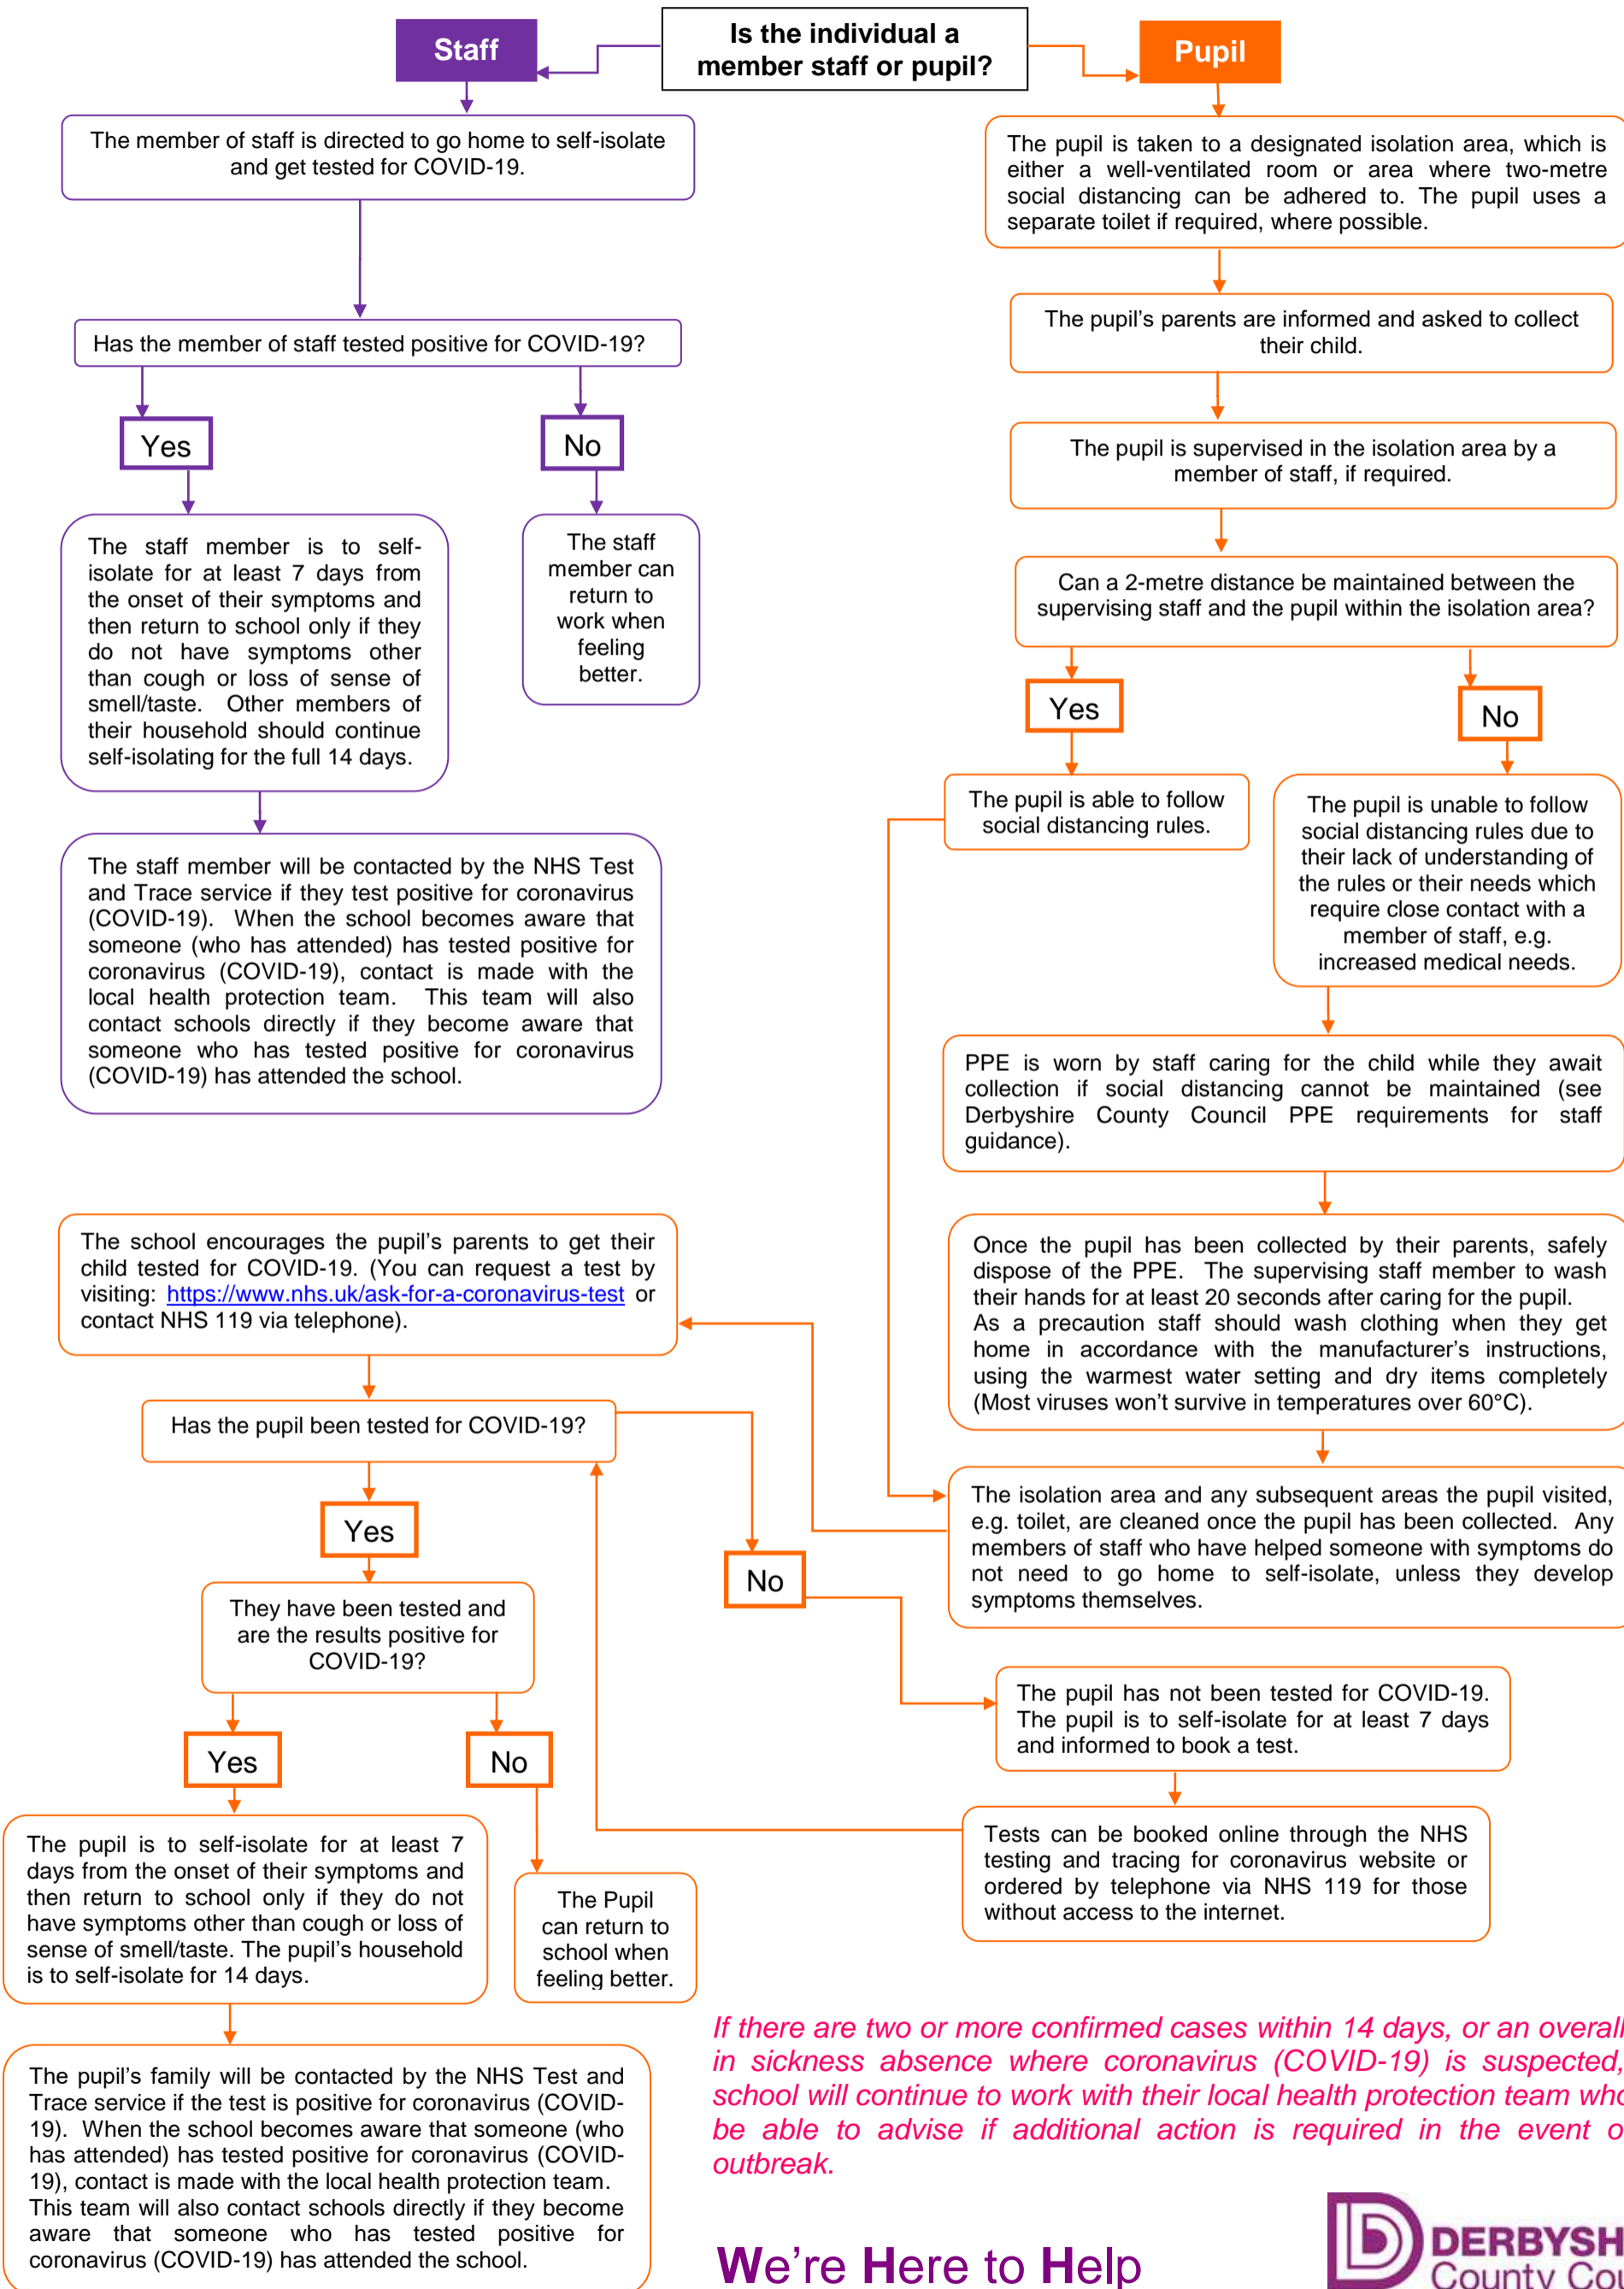 Is the individual a
member staff or pupil?
Staff
The member of staff is directed to go home to self-isolate
and get tested for COVID-19.
Has the member of staff tested positive for COVID-19?
Yes
No
The staff member is to self-
isolate for at least 7 days from
the onset of their symptoms and
then return to school only if they
do not have symptoms other
than cough or loss of sense of
smell/taste. Other members of
their household should continue
self-isolating for the full 14 days.
The staff
member can
return to
work when
feeling
better.
The staff member will be contacted by the NHS Test
and Trace service if they test positive for coronavirus
(COVID-19). When the school becomes aware that
someone (who has attended) has tested positive for
coronavirus (COVID-19), contact is made with the
local health protection team. This team will also
contact schools directly if they become aware that
someone who has tested positive for coronavirus
(COVID-19) has attended the school.
Pupil
The pupil is taken to a designated isolation area, which is
either a well-ventilated room or area where two-metre
social distancing can be adhered to. The pupil uses a
separate toilet if required, where possible.
The pupil's parents are informed and asked to collect
their child.
The pupil is supervised in the isolation area by a
member of staff, if required.
Can a 2-metre distance be maintained between the
supervising staff and the pupil within the isolation area?
Yes
No
The pupil is able to follow
social distancing rules.
The pupil is unable to follow
social distancing rules due to
their lack of understanding of
the rules or their needs which
require close contact with a
member of staff, e.g.
increased medical needs.
PPE is worn by staff caring for the child while they await
collection if social distancing cannot be maintained (see
Derbyshire County Council PPE requirements for staff
guidance).
Once the pupil has been collected by their parents, safely
dispose of the PPE. The supervising staff member to wash
their hands for at least 20 seconds after caring for the pupil.
As a precaution staff should wash clothing when they get
home in accordance with the manufacturer's instructions,
using the warmest water setting and dry items completely
(Most viruses won't survive in temperatures over 60°C).
The isolation area and any subsequent areas the pupil visited,
e.g. toilet, are cleaned once the pupil has been collected. Any
members of staff who have helped someone with symptoms do
not need to go home to self-isolate, unless they develop
symptoms themselves.
The school encourages the pupil's parents to get their
child tested for COVID-19. (You can request a test by
visiting: https://www.nhs.uk/ask-for-a-coronavirus-test or
contact NHS 119 via telephone).
Has the pupil been tested for COVID-19?
Yes
No
They have been tested and
are the results positive for
COVID-19?
The pupil has not been tested for COVID-19.
The pupil is to self-isolate for at least 7 days
and informed to book a test.
Tests can be booked online through the NHS
testing and tracing for coronavirus website or
ordered by telephone via NHS 119 for those
without access to the internet.
Yes
No
The pupil is to self-isolate for at least 7
days from the onset of their symptoms and
then return to school only if they do not
have symptoms other than cough or loss of
sense of smell/taste. The pupil's household
is to self-isolate for 14 days.
The Pupil
can return to
school when
feeling better.
The pupil's family will be contacted by the NHS Test and
Trace service if the test is positive for coronavirus (COVID-
19). When the school becomes aware that someone (who
has attended) has tested positive for coronavirus (COVID-
19), contact is made with the local health protection team.
This team will also contact schools directly if they become
aware that someone who has tested positive for
coronavirus (COVID-19) has attended the school.
If there are two or more confirmed cases within 14 days, or an overall
in sickness absence where coronavirus (COVID-19) is suspected,
school will continue to work with their local health protection team
be able to advise if additional action is required in the event
outbreak.
We're Here to Help
County